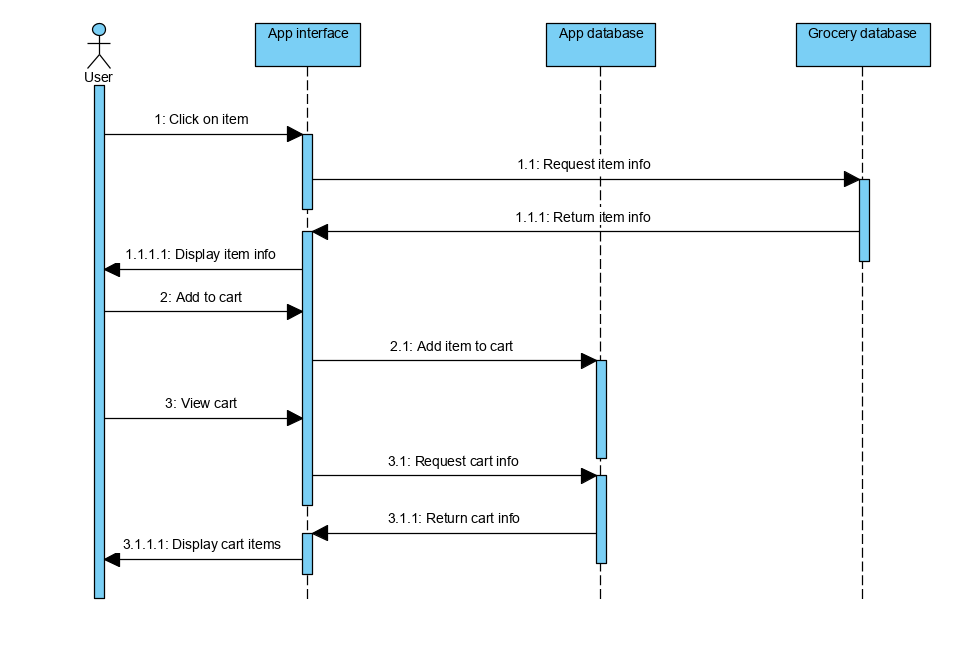 App interface
App database
Grocery database
User
1: Click on item
1.1: Request item info
1.1.1: Return item info
1.1.1.1: Display item info
2: Add to cart
2.1: Add item to cart
3: View cart
3.1: Request cart info
3.1.1: Return cart info
3.1.1.1: Display cart items